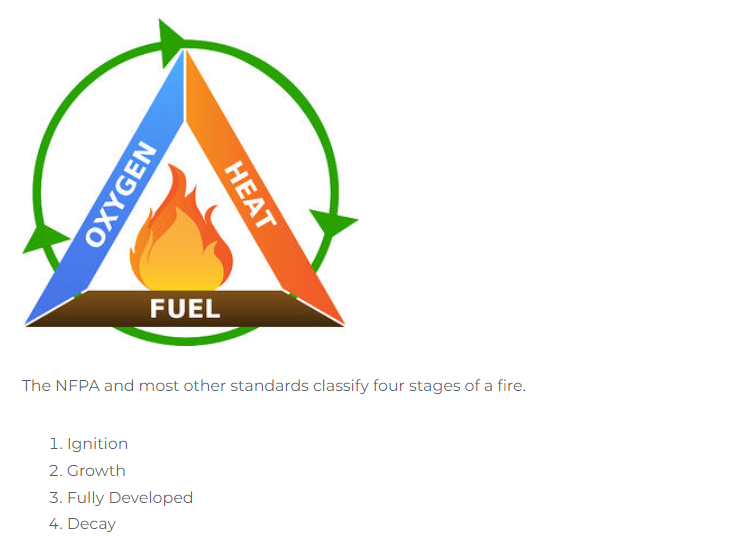 OXYGEN
HEAT
FUEL
The NFPA and most other standards classify four stages of a fire.
1. Ignition
2. Growth
3. Fully Developed
4. Decay